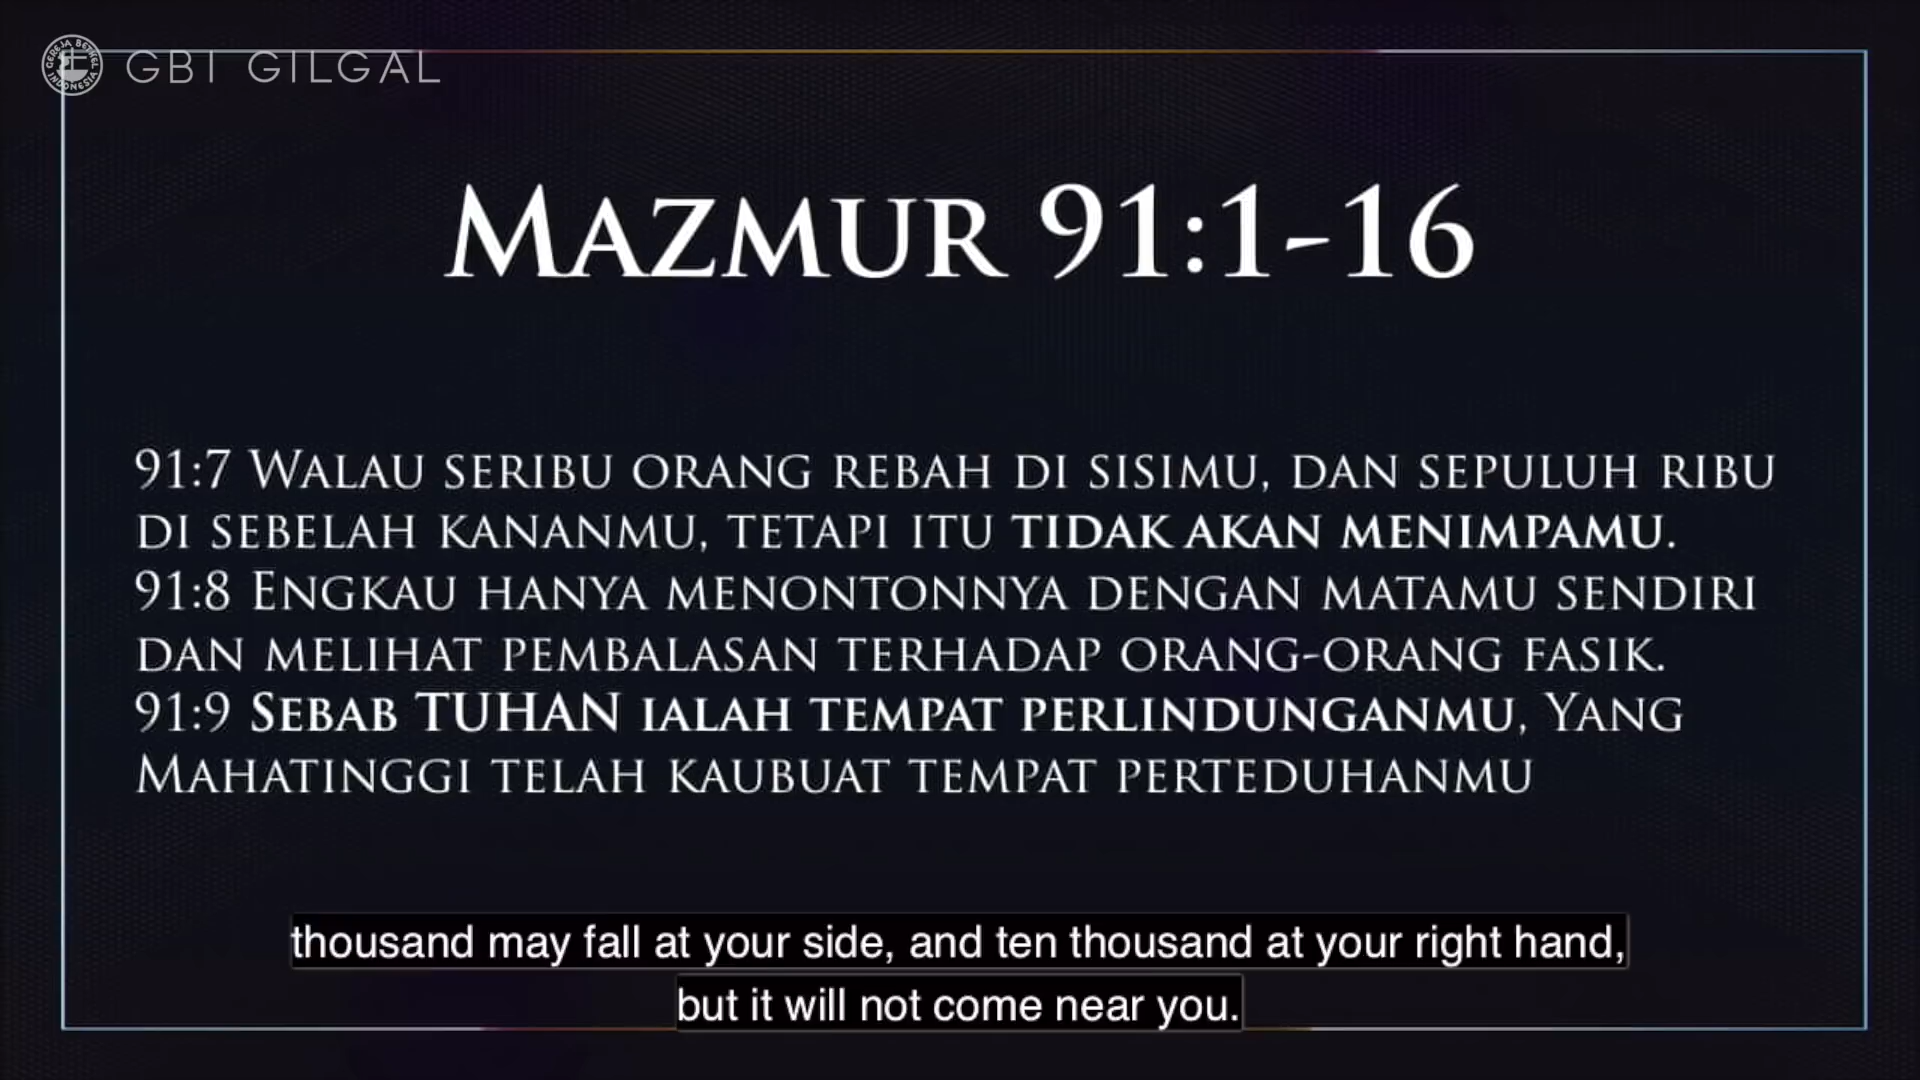 GEREJA BETHEL INDONESIA
GBI GILGAL
MAZMUR 91:1-16
91:7 WALAU SERIBU ORANG REBAH DI SISIMU, DAN SEPULUH RIBU
DI SEBELAH KANANMU, TETAPI ITU TIDAK AKAN MENIMPAMU.
91:8 ENGKAU HANYA MENONTONNYA DENGAN MATAMU SENDIRI
DAN MELIHAT PEMBALASAN TERHADAP ORANG-ORANG FASIK.
91:9 SEBAB TUHAN IALAH TEMPAT PERLINDUNGANMU, YANG
MAHATINGGI TELAH KAUBUAT TEMPAT PERTEDUHANMU
thousand may fall at your side, and ten thousand at your right hand,
but it will not come near you.